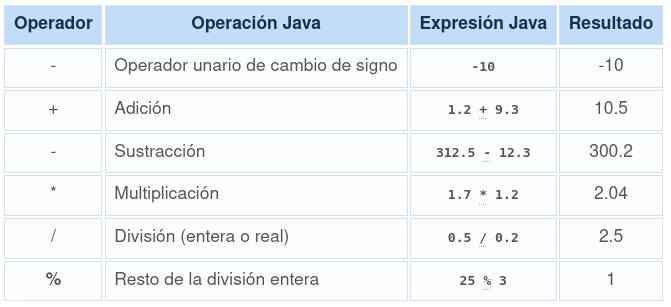 Operador Operación Java Expresión Java Resultado
- Operador unario de cambio de signo -10 -10
+ Adición 1.2 + 9.3 10.5
- Sustracción 312.5 - 12.3 300.2
* Multiplicación 1.7 * 1.2 2.04
/ División (entera o real) 0.5 / 0.2 2.5
% Resto de la división entera 25 % 3 1